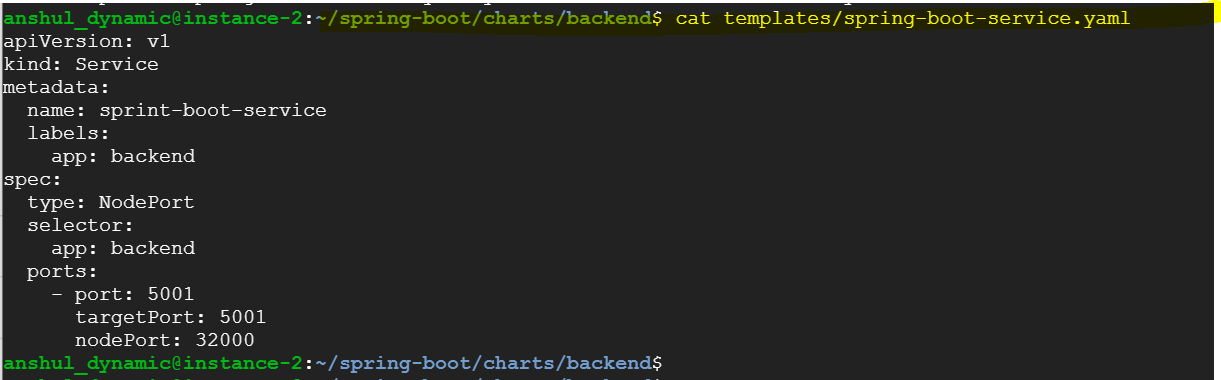 anshul_dynamic@instance-2:~/spring-boot/charts/backend$ cat templates/spring-boot-service.yaml
apiVersion: v1
kind: Service
metadata:
  name: sprint-boot-service
  labels:
    app: backend
spec:
  type: NodePort
  selector:
    app: backend
  ports:
    - port: 5001
      targetPort: 5001
      nodePort: 32000
anshul_dynamic@instance-2:~/spring-boot/charts/backend$